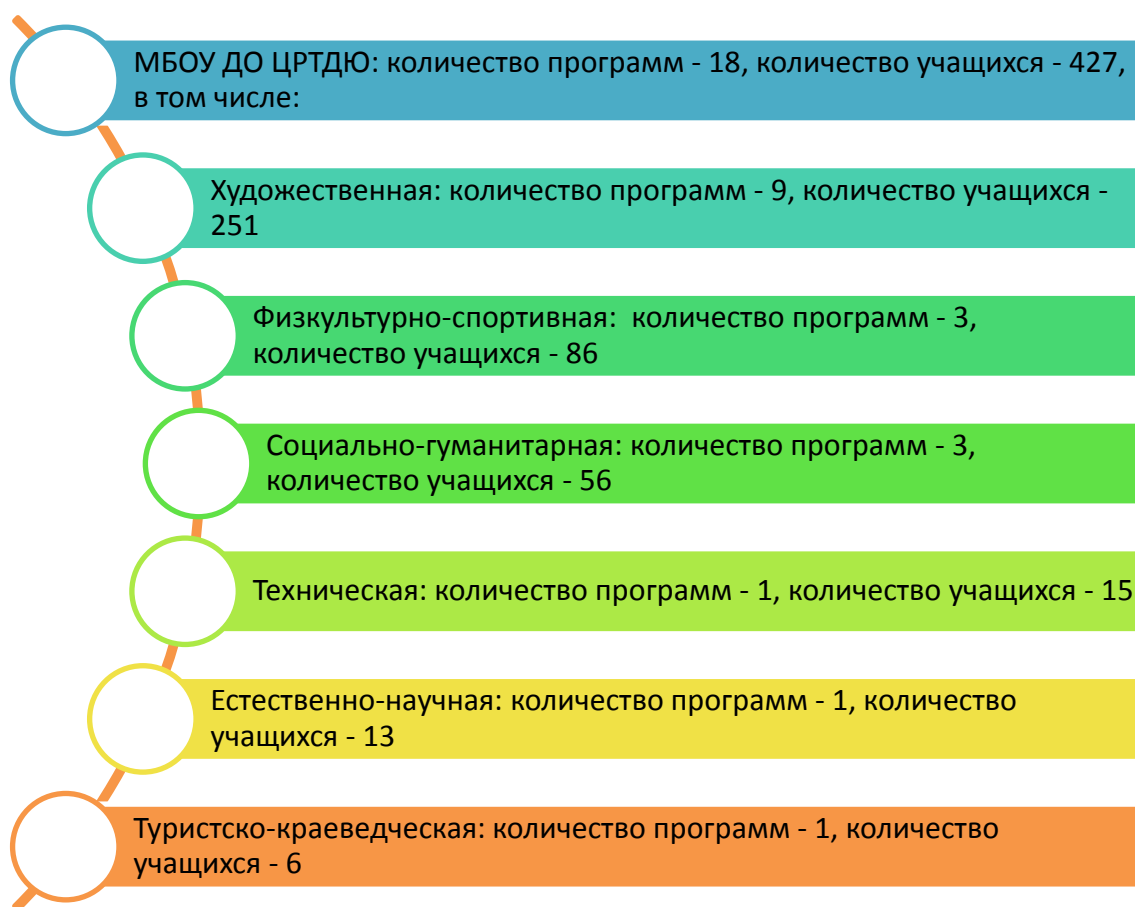 МБОУ ДО ЦРТДЮ: количество программ - 18, количество учащихся - 427,
в том числе:
Художественная: количество программ - 9, количество учащихся -
251
Физкультурно-спортивная:  количество программ - 3,
количество учащихся - 86
Социально-гуманитарная: количество программ - 3,
количество учащихся - 56
Техническая: количество программ - 1, количество учащихся - 15
Естественно-научная: количество программ - 1, количество
учащихся - 13
Туристско-краеведческая: количество программ - 1, количество
учащихся - 6